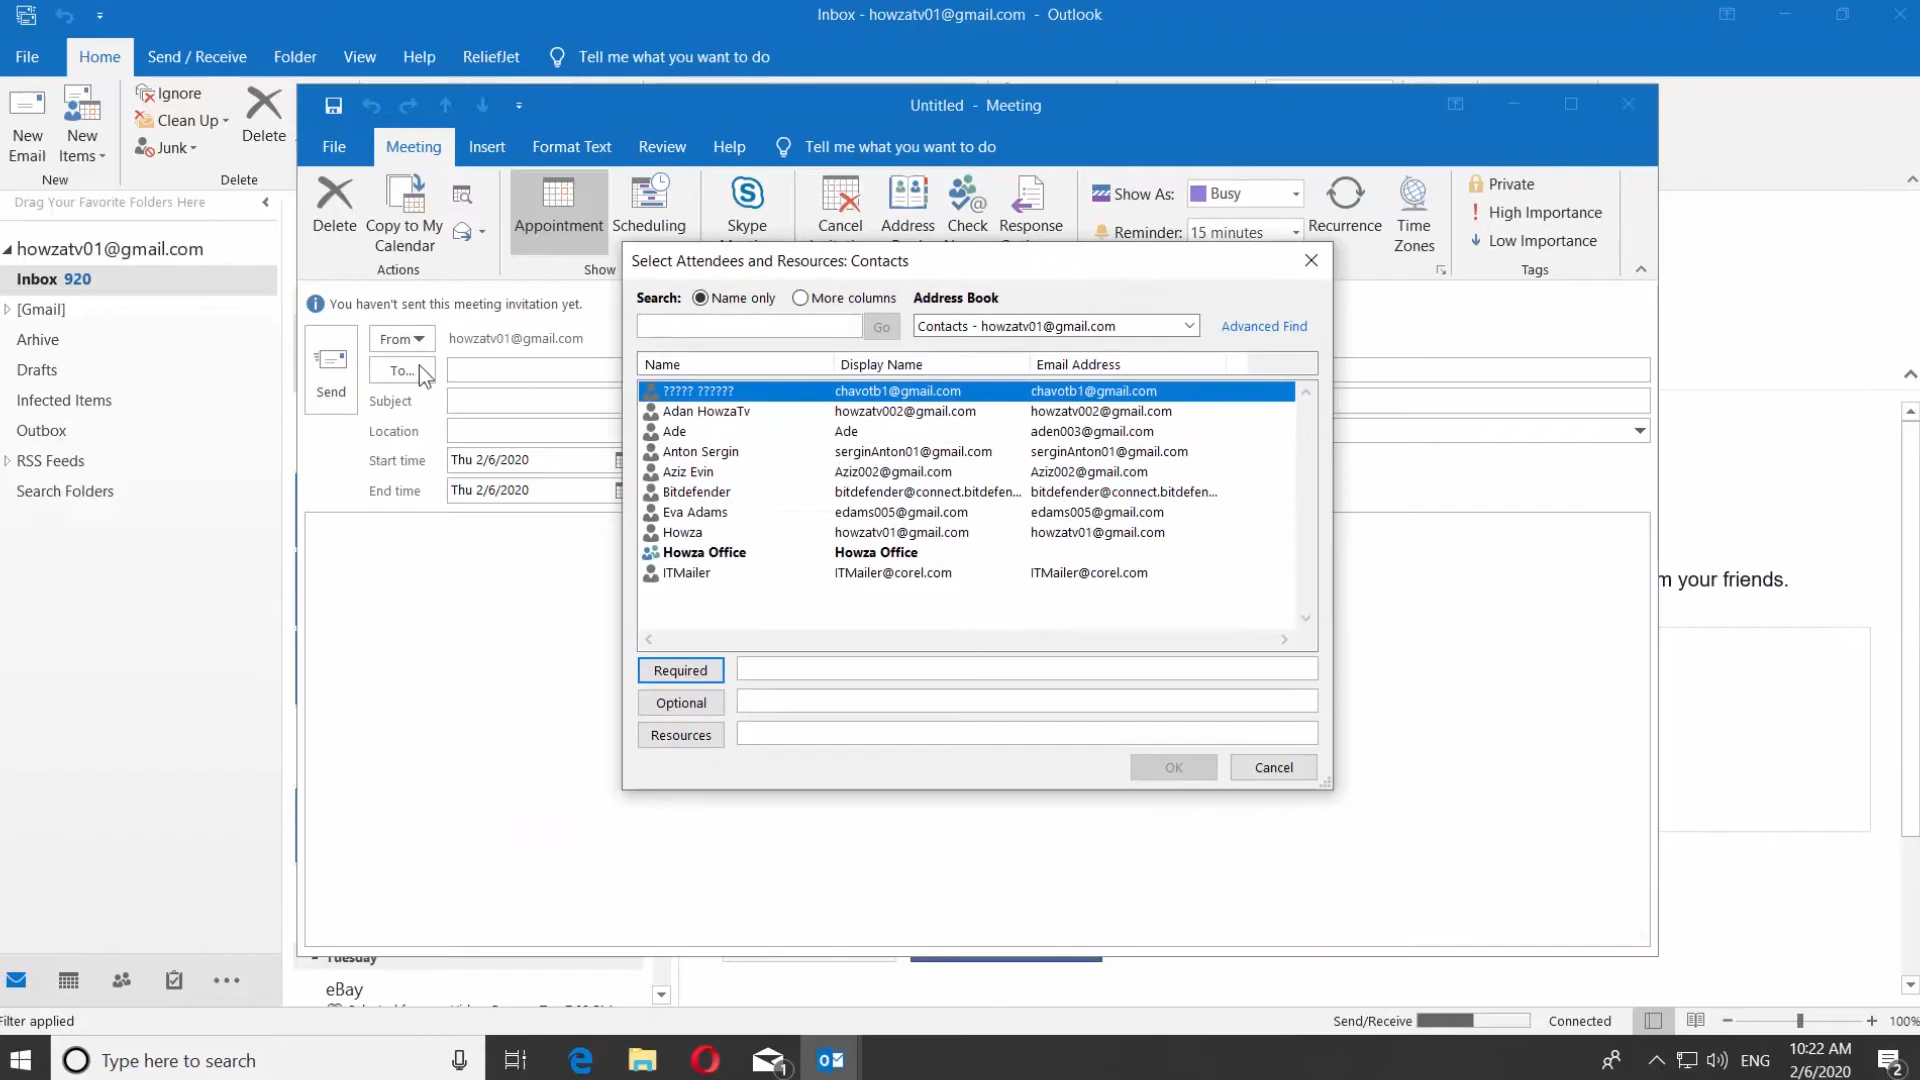 Inbox - howzatv01@gmail.com - Outlook
File Home Send / Receive Folder View Help ReliefJet Tell me what you want to do
New Email
New Items
New
Ignore
Clean Up
Junk
Delete
Delete
Untitled - Meeting
File Meeting Insert Format Text Review Help Tell me what you want to do
Delete
Copy to My Calendar
Actions
Appointment
Scheduling
Show
Skype
Cancel
Address
Check
Response
Show As: Busy
Reminder: 15 minutes
Recurrence
Time Zones
Private
High Importance
Low Importance
Tags
Drag Your Favorite Folders Here
howzatv01@gmail.com
Inbox 920
[Gmail]
Arhive
Drafts
Infected Items
Outbox
RSS Feeds
Search Folders
You haven't sent this meeting invitation yet.
Send
From howzatv01@gmail.com
To...
Subject
Location
Start time Thu 2/6/2020
End time Thu 2/6/2020
Select Attendees and Resources: Contacts
Search: Name only More columns Address Book
Go Contacts - howzatv01@gmail.com Advanced Find
Name Display Name Email Address
????? ?????? chavotb1@gmail.com chavotb1@gmail.com
Adan HowzaTv howzatv002@gmail.com howzatv002@gmail.com
Ade Ade aden003@gmail.com
Anton Sergin serginAnton01@gmail.com serginAnton01@gmail.com
Aziz Evin Aziz002@gmail.com Aziz002@gmail.com
Bitdefender bitdefender@connect.bitdefen... bitdefender@connect.bitdefen...
Eva Adams edams005@gmail.com edams005@gmail.com
Howza howzatv01@gmail.com howzatv01@gmail.com
Howza Office Howza Office
ITMailer ITMailer@corel.com ITMailer@corel.com
Required
Optional
Resources
OK Cancel
m your friends.
Tuesday
eBay
Filter applied
Send/Receive Connected 100%
Type here to search
1
ENG
10:22 AM
2/6/2020
2